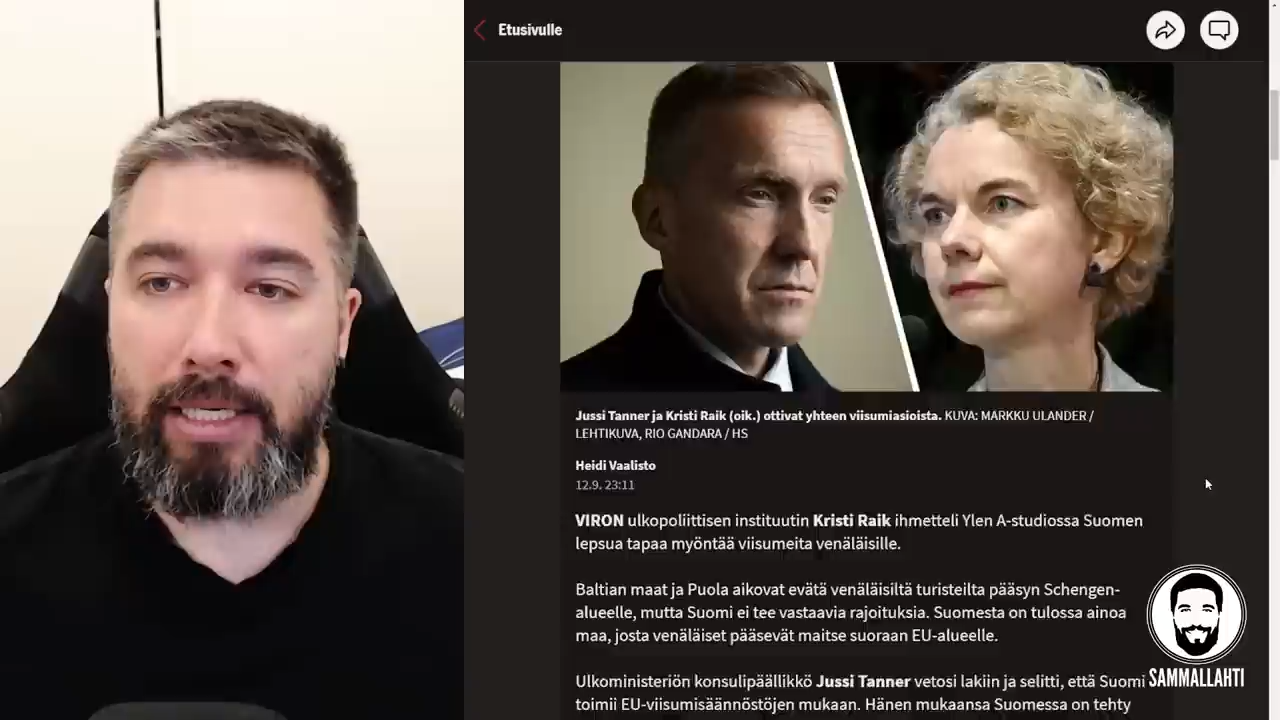 Etusivulle
Jussi Tanner ja Kristi Raik (oik.) ottivat yhteen viisumiasioista. KUVA: MARKKU ULANDER /
LEHTIKUVA, RIO GANDARA / HS
Heidi Vaalisto
12.9. 23:11
VIRON ulkopoliittisen instituutin Kristi Raik ihmetteli Ylen A-studiossa Suomen
lepsua tapaa myöntää viisumeita venäläisille.
Baltian maat ja Puola aikovat evätä venäläisiltä turisteilta pääsyn Schengen-
alueelle, mutta Suomi ei tee vastaavia rajoituksia. Suomesta on tulossa ainoa
maa, josta venäläiset pääsevät maitse suoraan EU-alueelle.
Ulkoministeriön konsulipäällikkö Jussi Tanner vetosi lakiin ja selitti, että Suomi
toimii EU-viisumisäännöstöjen mukaan. Hänen mukaansa Suomessa on tehty
SAMMALLAHTI